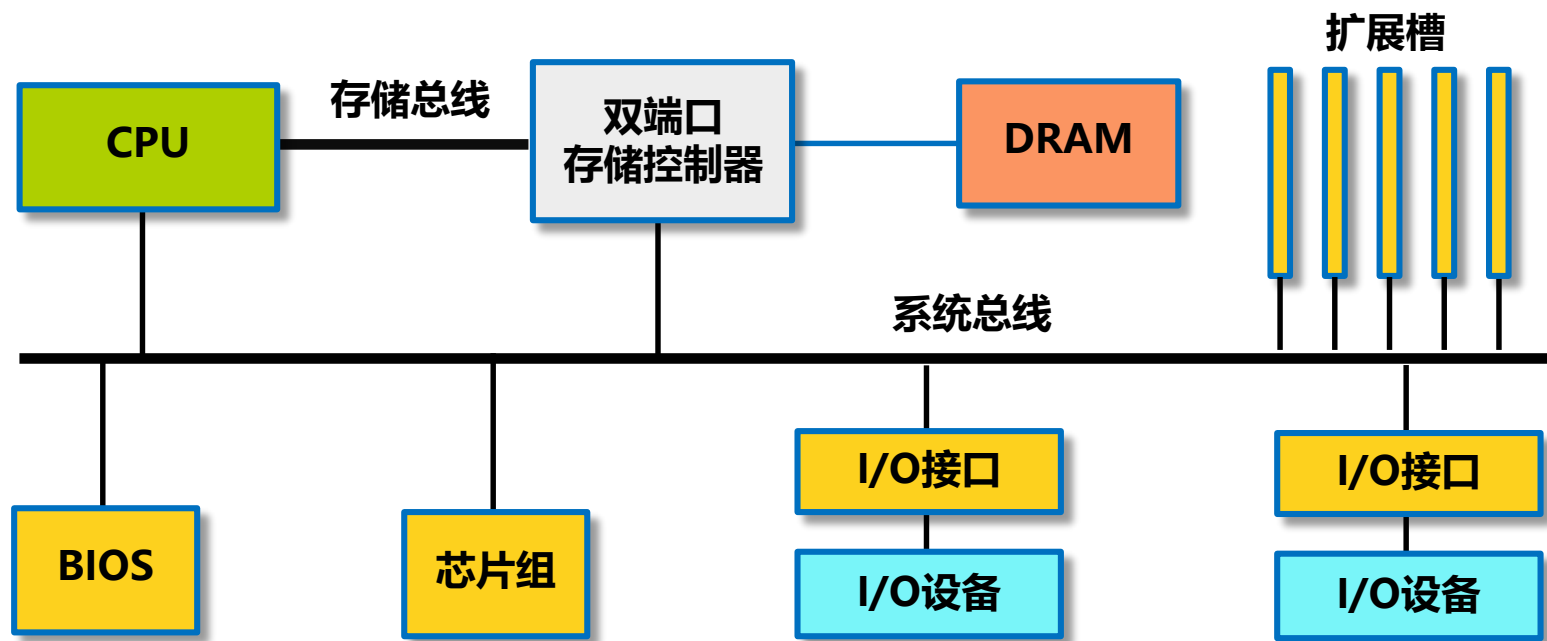 扩展槽
存储总线
CPU
双端口
存储控制器
DRAM
系统总线
I/O接口
I/O接口
BIOS
芯片组
I/O设备
I/O设备